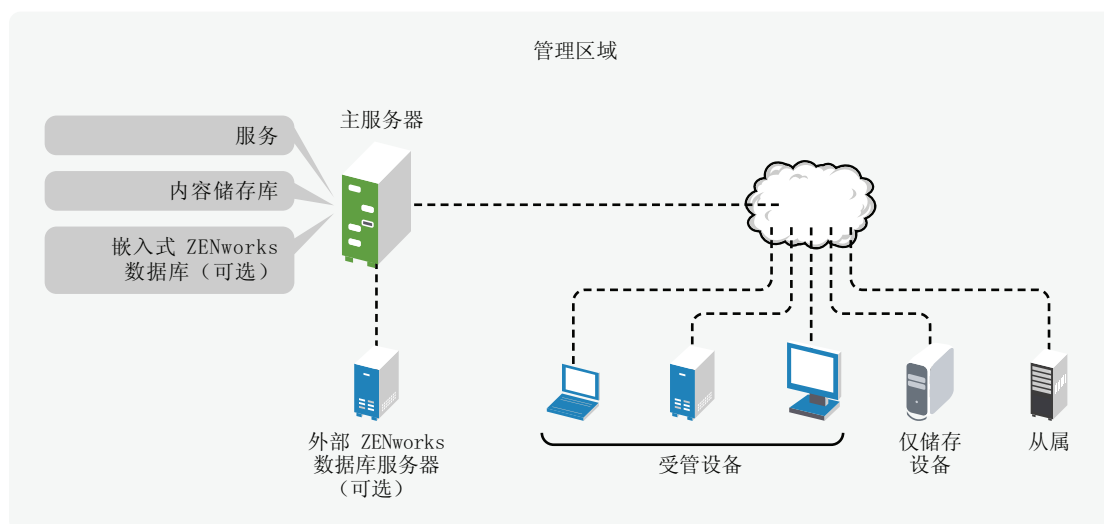 管理区域
主服务器
服务
内容储存库
嵌入式 ZENworks
数据库（可选）
外部 ZENworks
数据库服务器
（可选）
受管设备
仅储存
设备
从属